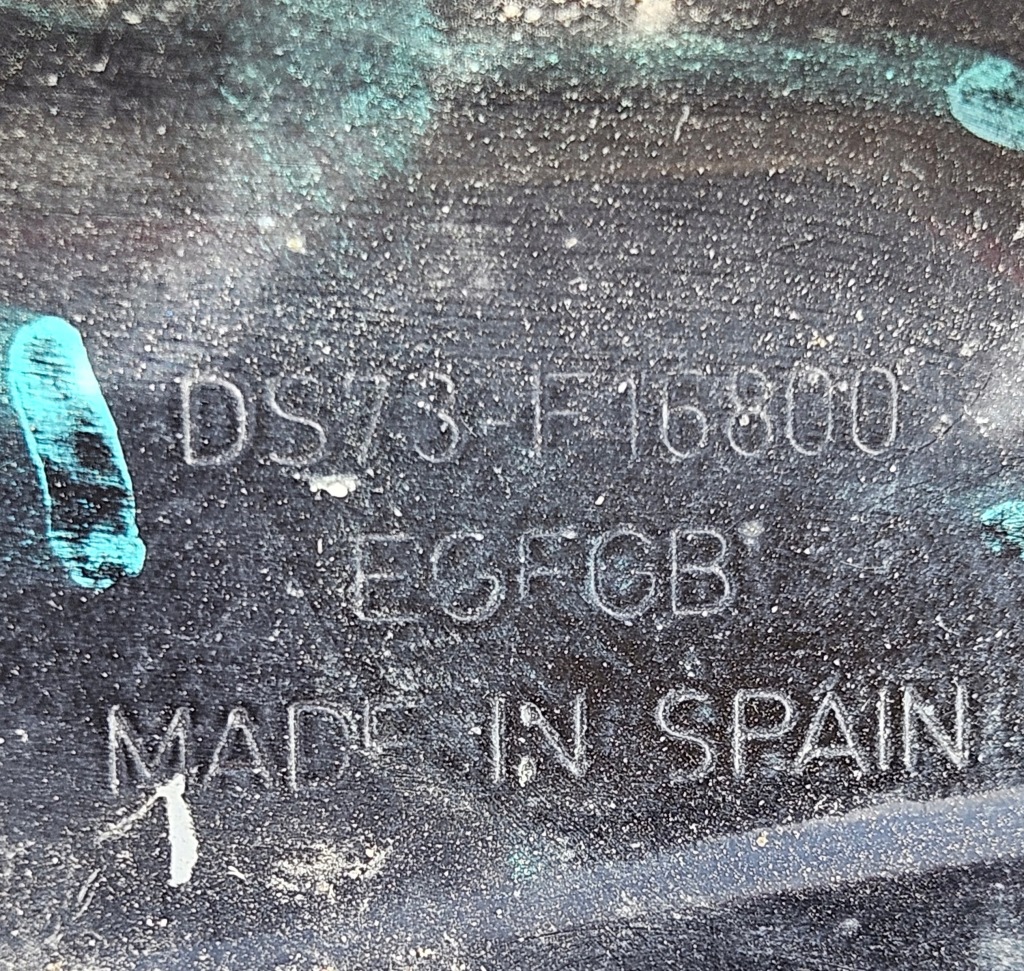 DS73-F16800
EGFGB
MADE IN SPAIN